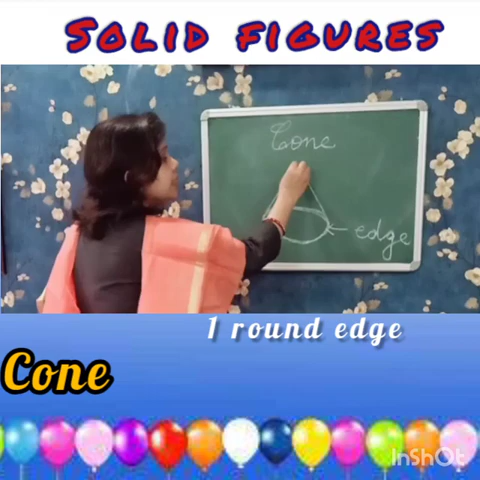 SOLID FIGURES
Cone
edge
1 round edge
Cone
InShOt